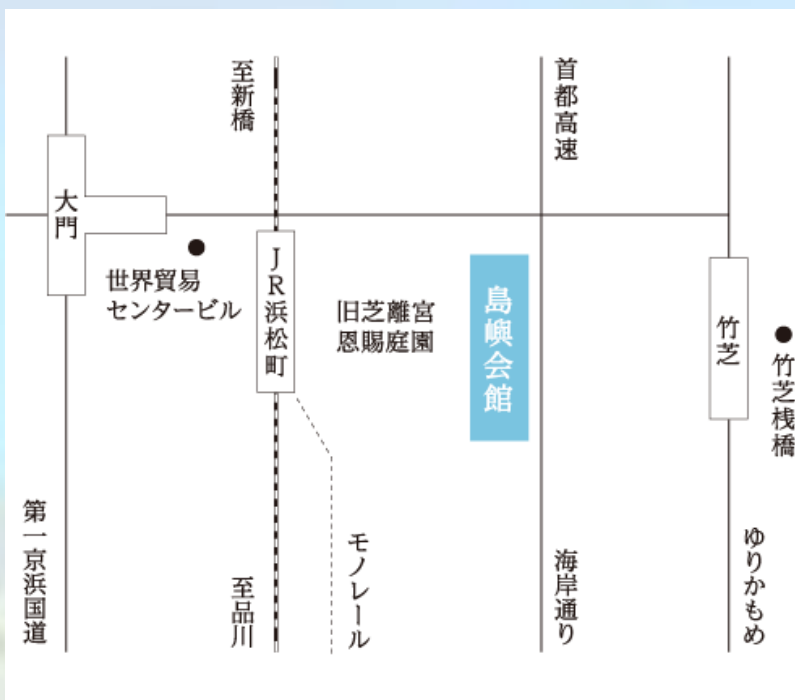 至新橋
首都高速
大門
世界貿易
センタービル
JR浜松町
旧芝離宮
恩賜庭園
島嶼会館
竹芝
竹芝桟橋
第一京浜国道
至品川
モノレール
海岸通り
ゆりかもめ